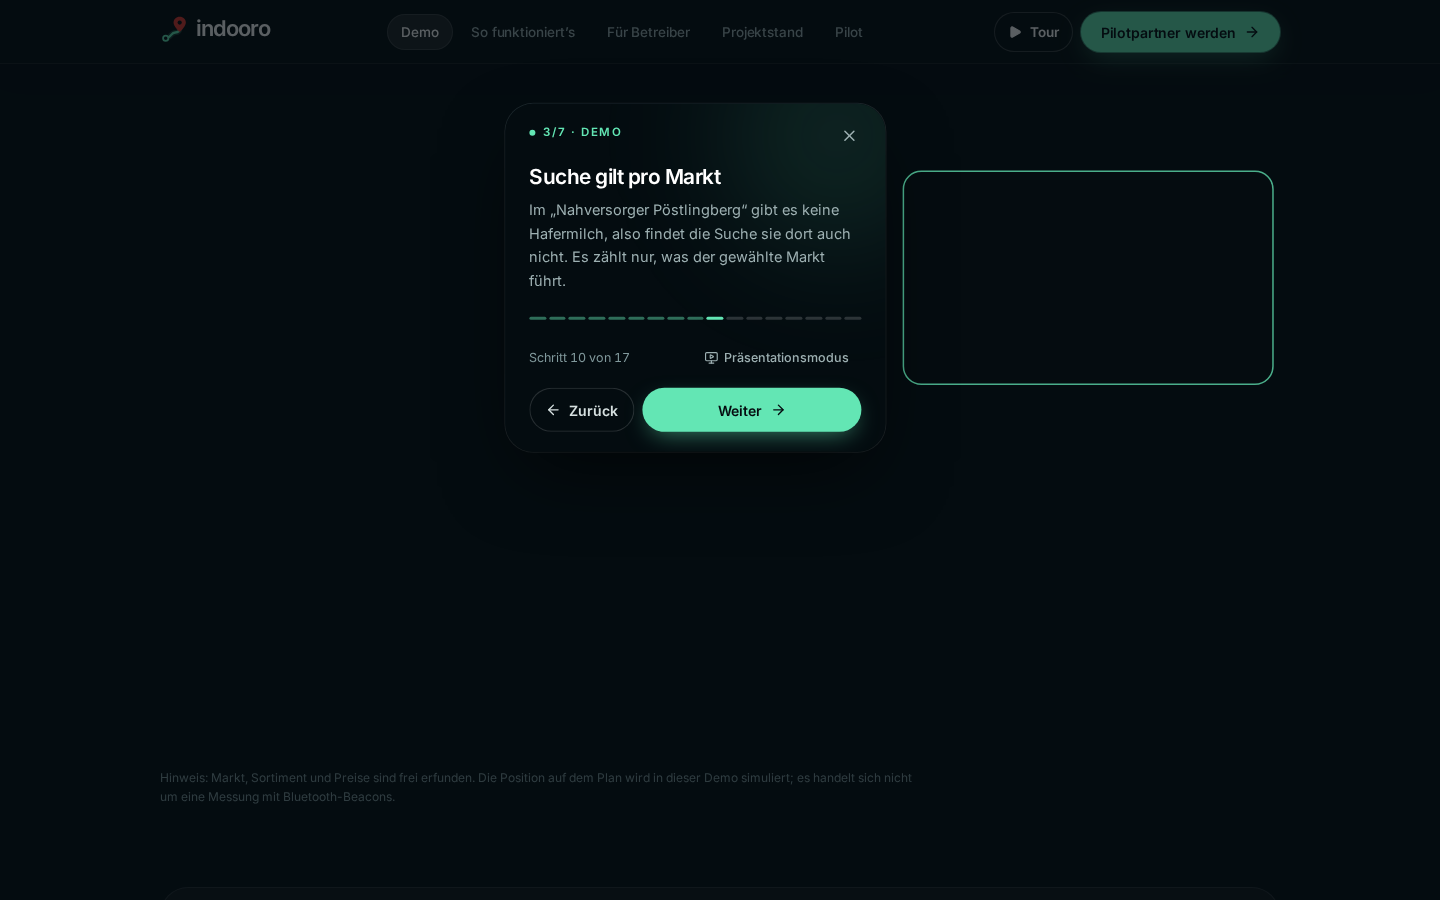 indooro
Demo
So funktioniert's
Für Betreiber
Projektstand
Pilot
Tour
Pilotpartner werden
3/7 · DEMO
Suche gilt pro Markt
Im „Nahversorger Pöstlingberg“ gibt es keine
Hafermilch, also findet die Suche sie dort auch
nicht. Es zählt nur, was der gewählte Markt
führt.
Schritt 10 von 17
Präsentationsmodus
Zurück
Weiter
Hinweis: Markt, Sortiment und Preise sind frei erfunden. Die Position auf dem Plan wird in dieser Demo simuliert; es handelt sich nicht
um eine Messung mit Bluetooth-Beacons.